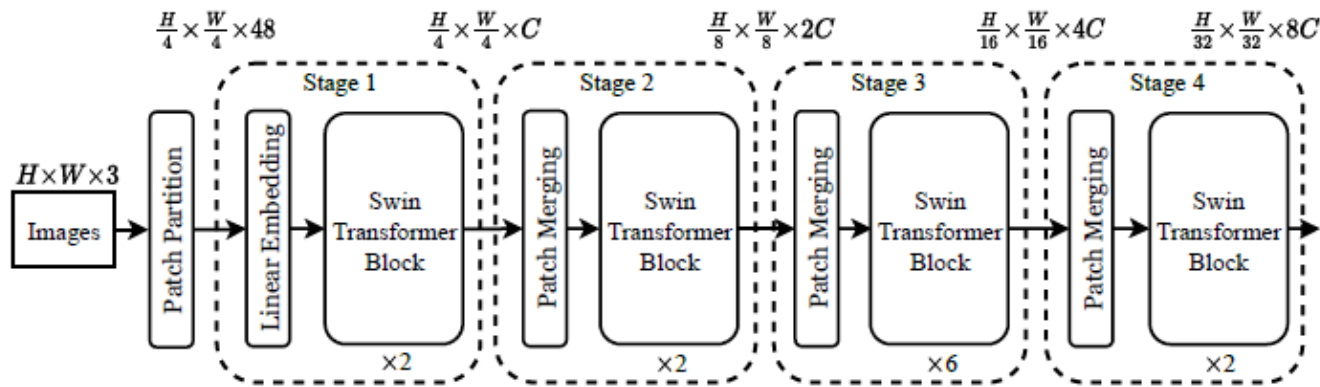 H/4 × W/4 × 48
H/4 × W/4 × C
H/8 × W/8 × 2C
H/16 × W/16 × 4C
H/32 × W/32 × 8C
Stage 1
Stage 2
Stage 3
Stage 4
H×W×3
Images
Patch Partition
Linear Embedding
Swin
Transformer
Block
Patch Merging
Swin
Transformer
Block
Patch Merging
Swin
Transformer
Block
Patch Merging
Swin
Transformer
Block
×2
×2
×6
×2